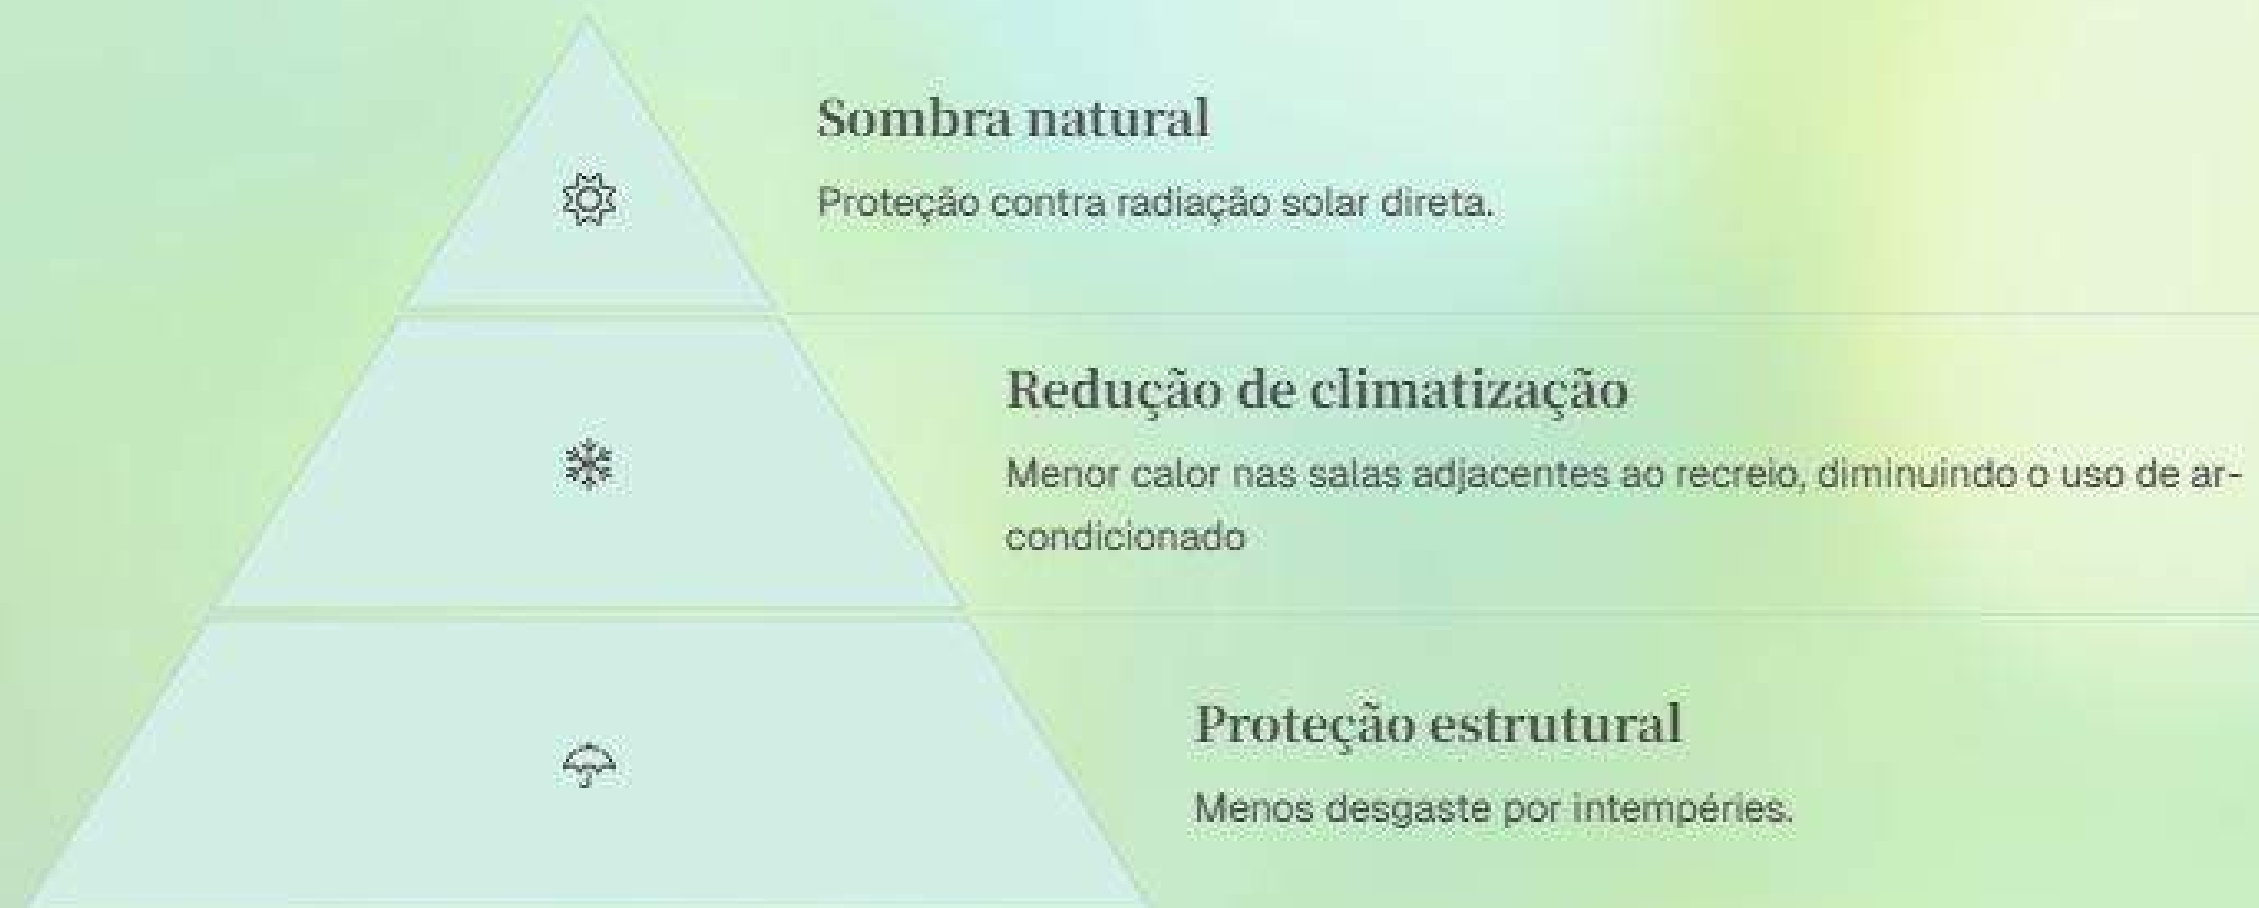 Sombra natural
Proteção contra radiação solar direta.
Redução de climatização
Menor calor nas salas adjacentes ao recreio, diminuindo o uso de ar-
condicionado
Proteção estrutural
Menos desgaste por intempéries.